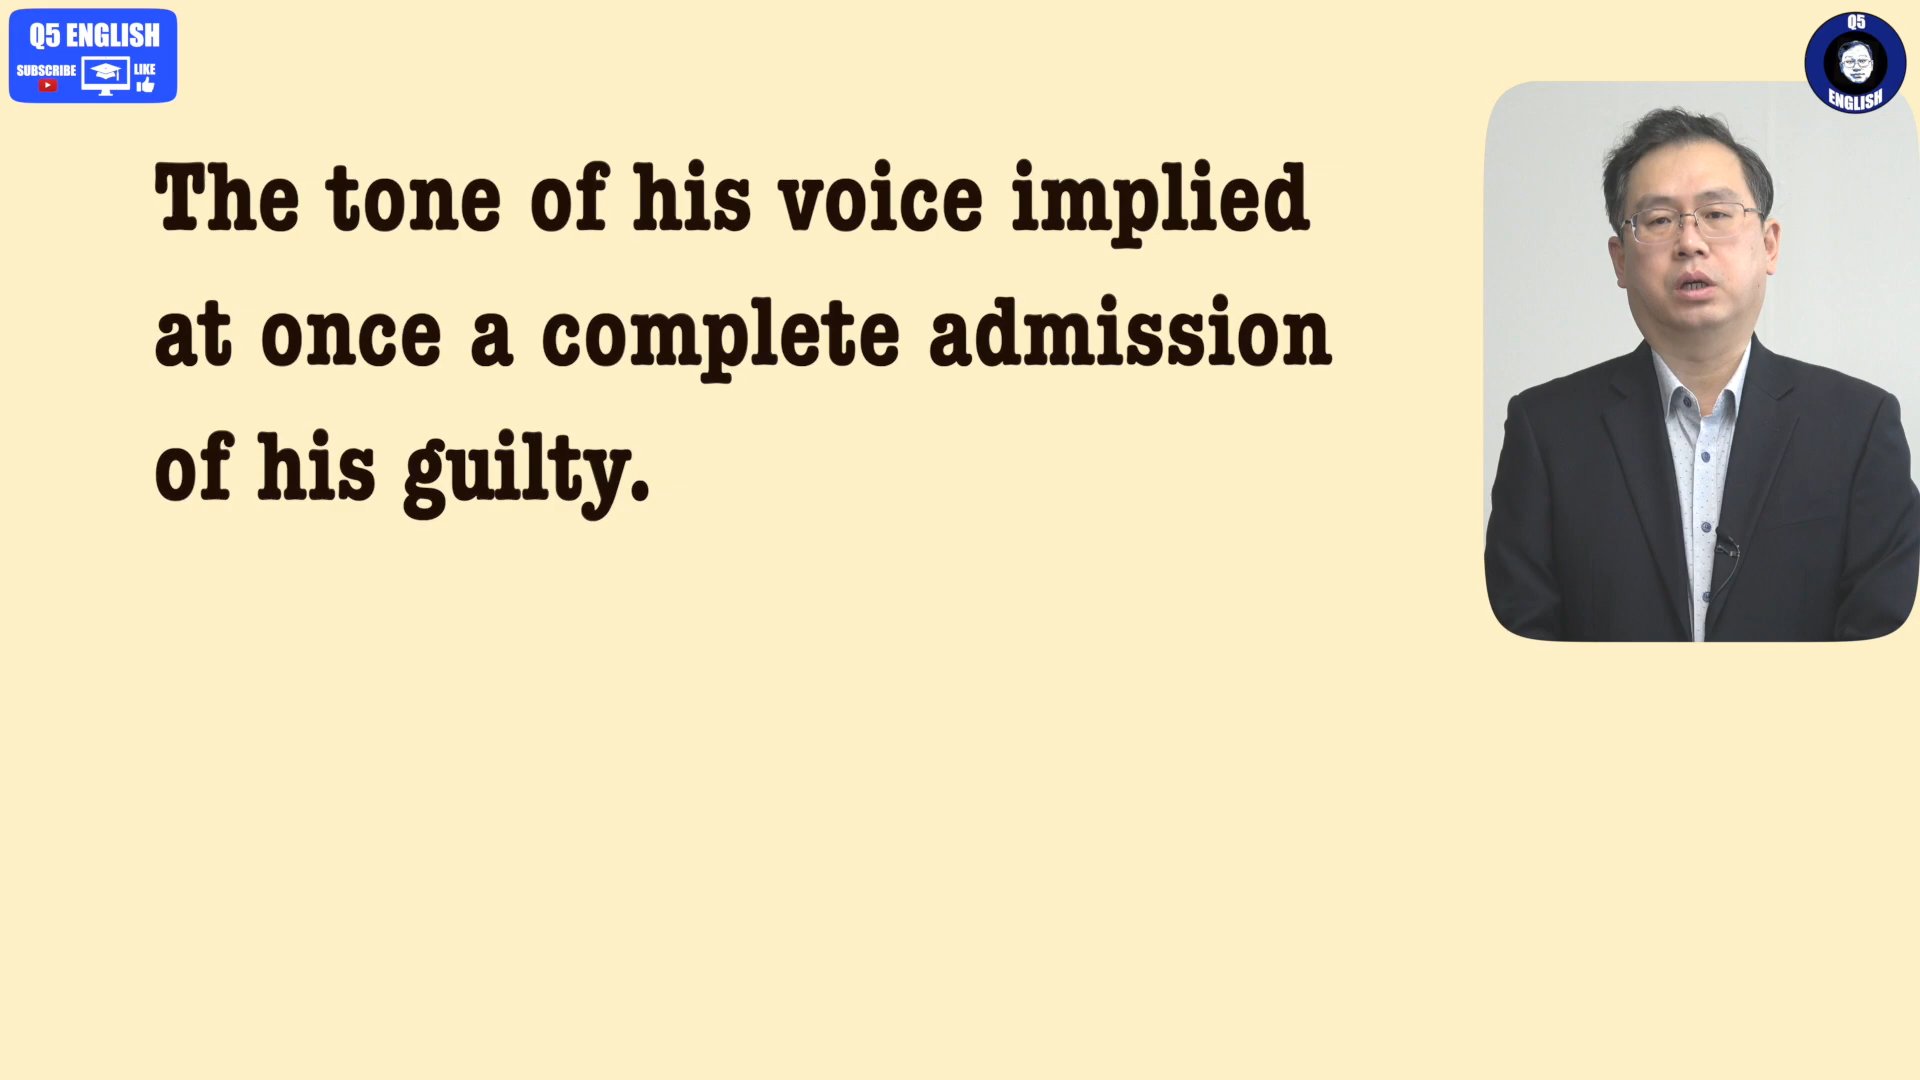 Q5 ENGLISH
SUBSCRIBE LIKE
Q5
ENGLISH
The tone of his voice implied
at once a complete admission
of his guilty.